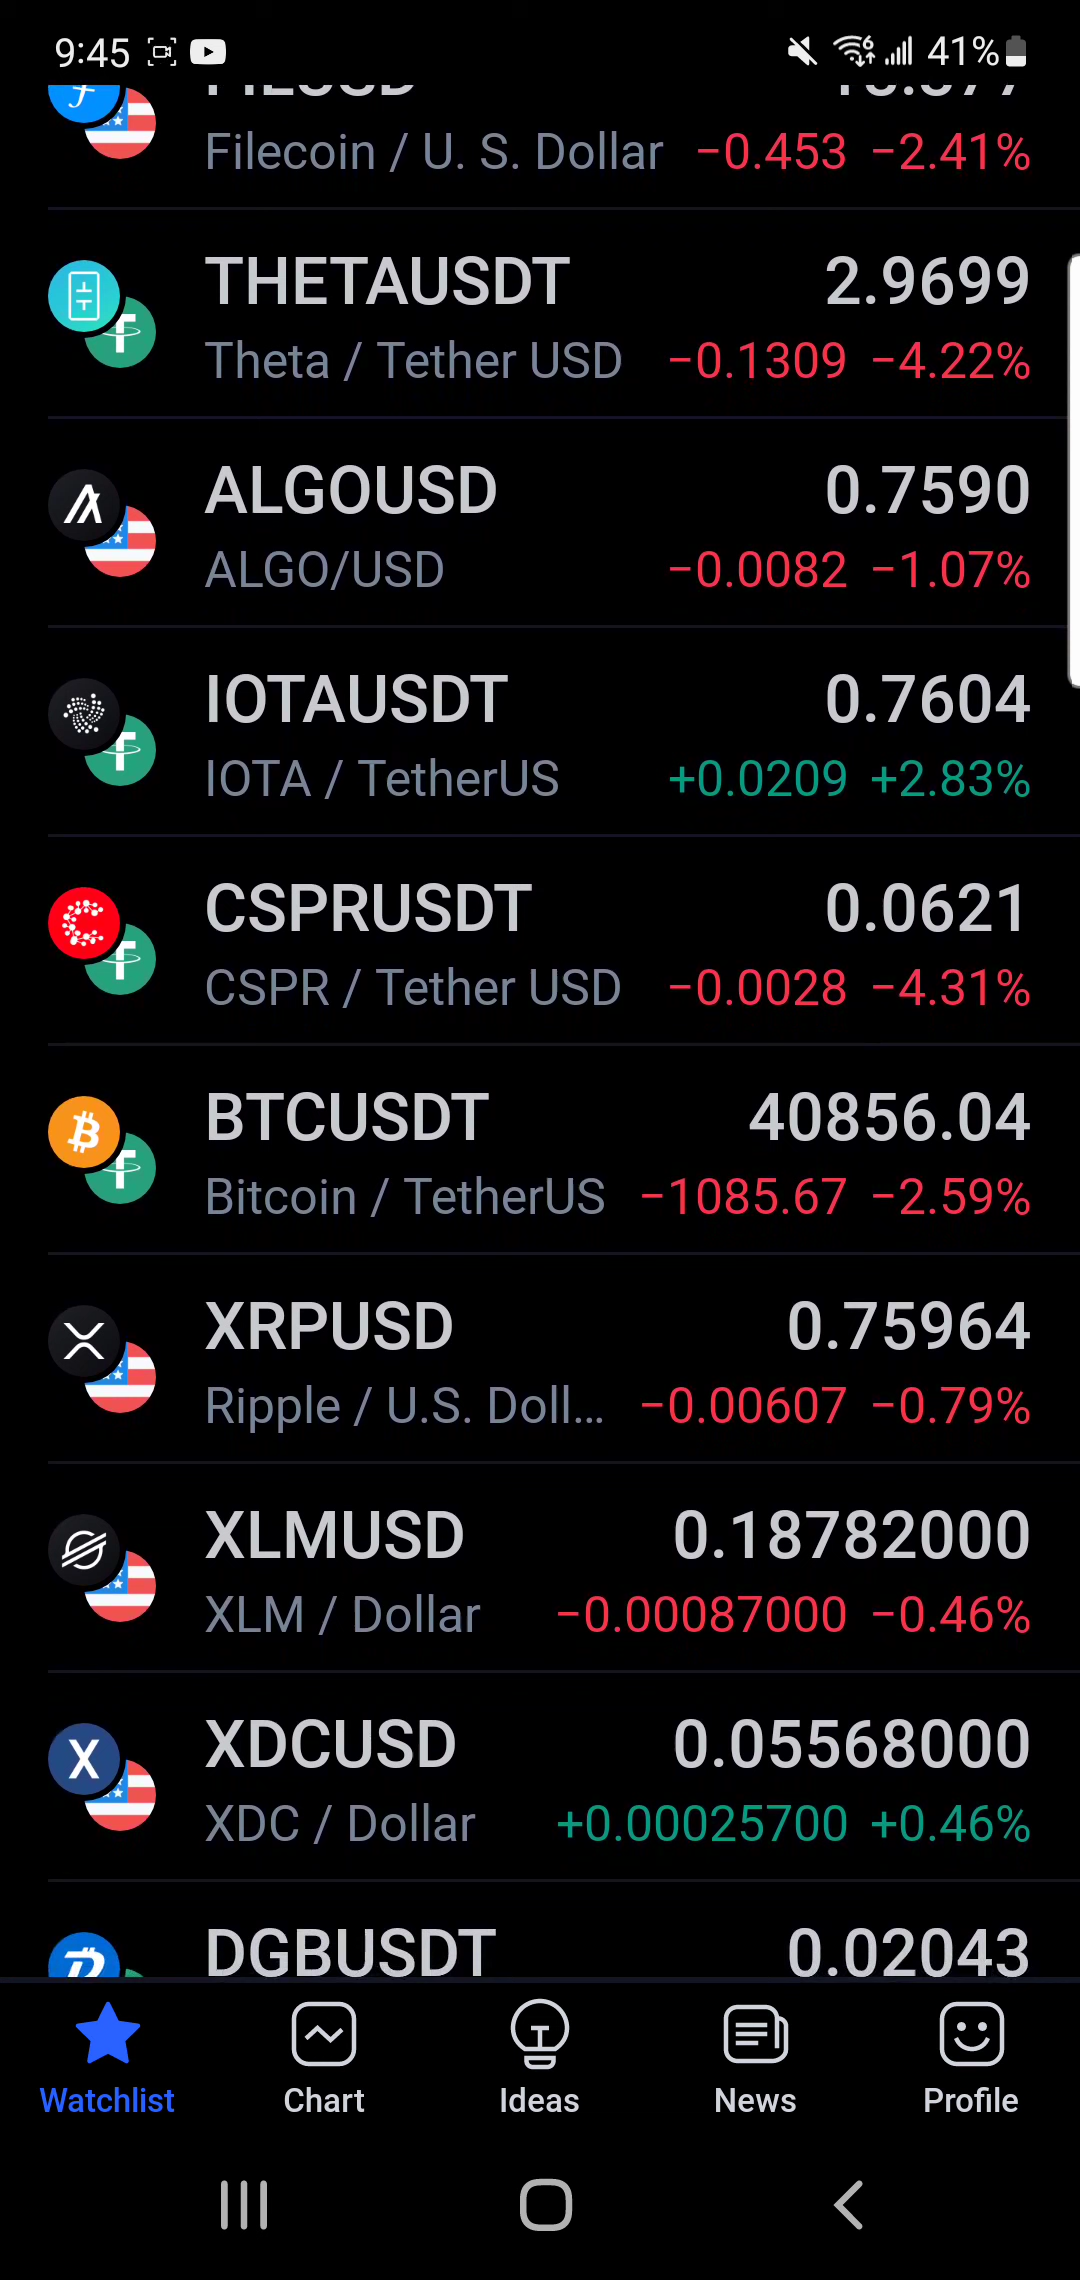 9:45 41%
Filecoin / U. S. Dollar −0.453 −2.41%
THETAUSDT 2.9699
Theta / Tether USD −0.1309 −4.22%
ALGOUSD 0.7590
ALGO/USD −0.0082 −1.07%
IOTAUSDT 0.7604
IOTA / TetherUS +0.0209 +2.83%
CSPRUSDT 0.0621
CSPR / Tether USD −0.0028 −4.31%
BTCUSDT 40856.04
Bitcoin / TetherUS −1085.67 −2.59%
XRPUSD 0.75964
Ripple / U.S. Doll... −0.00607 −0.79%
XLMUSD 0.18782000
XLM / Dollar −0.00087000 −0.46%
XDCUSD 0.05568000
XDC / Dollar +0.00025700 +0.46%
DGBUSDT 0.02043
Watchlist Chart Ideas News Profile